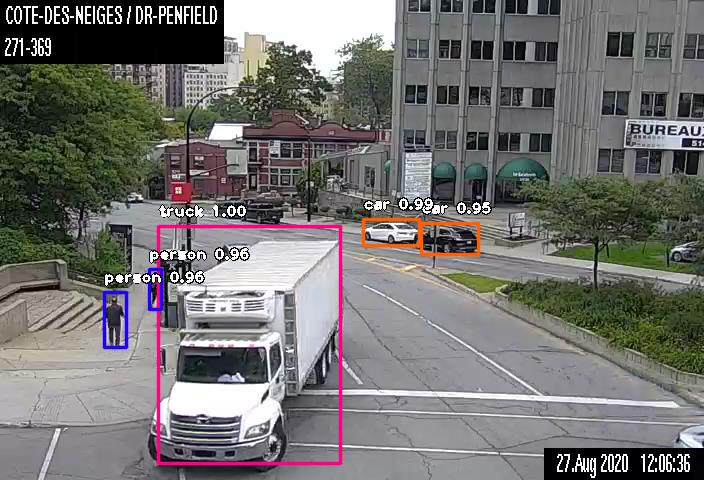 COTE-DES-NEIGES / DR-PENFIELD
271-369
BUREAUX
514
car 0.99
car 0.95
truck 1.00
person 0.96
person 0.96
27.Aug 2020 12:06:36